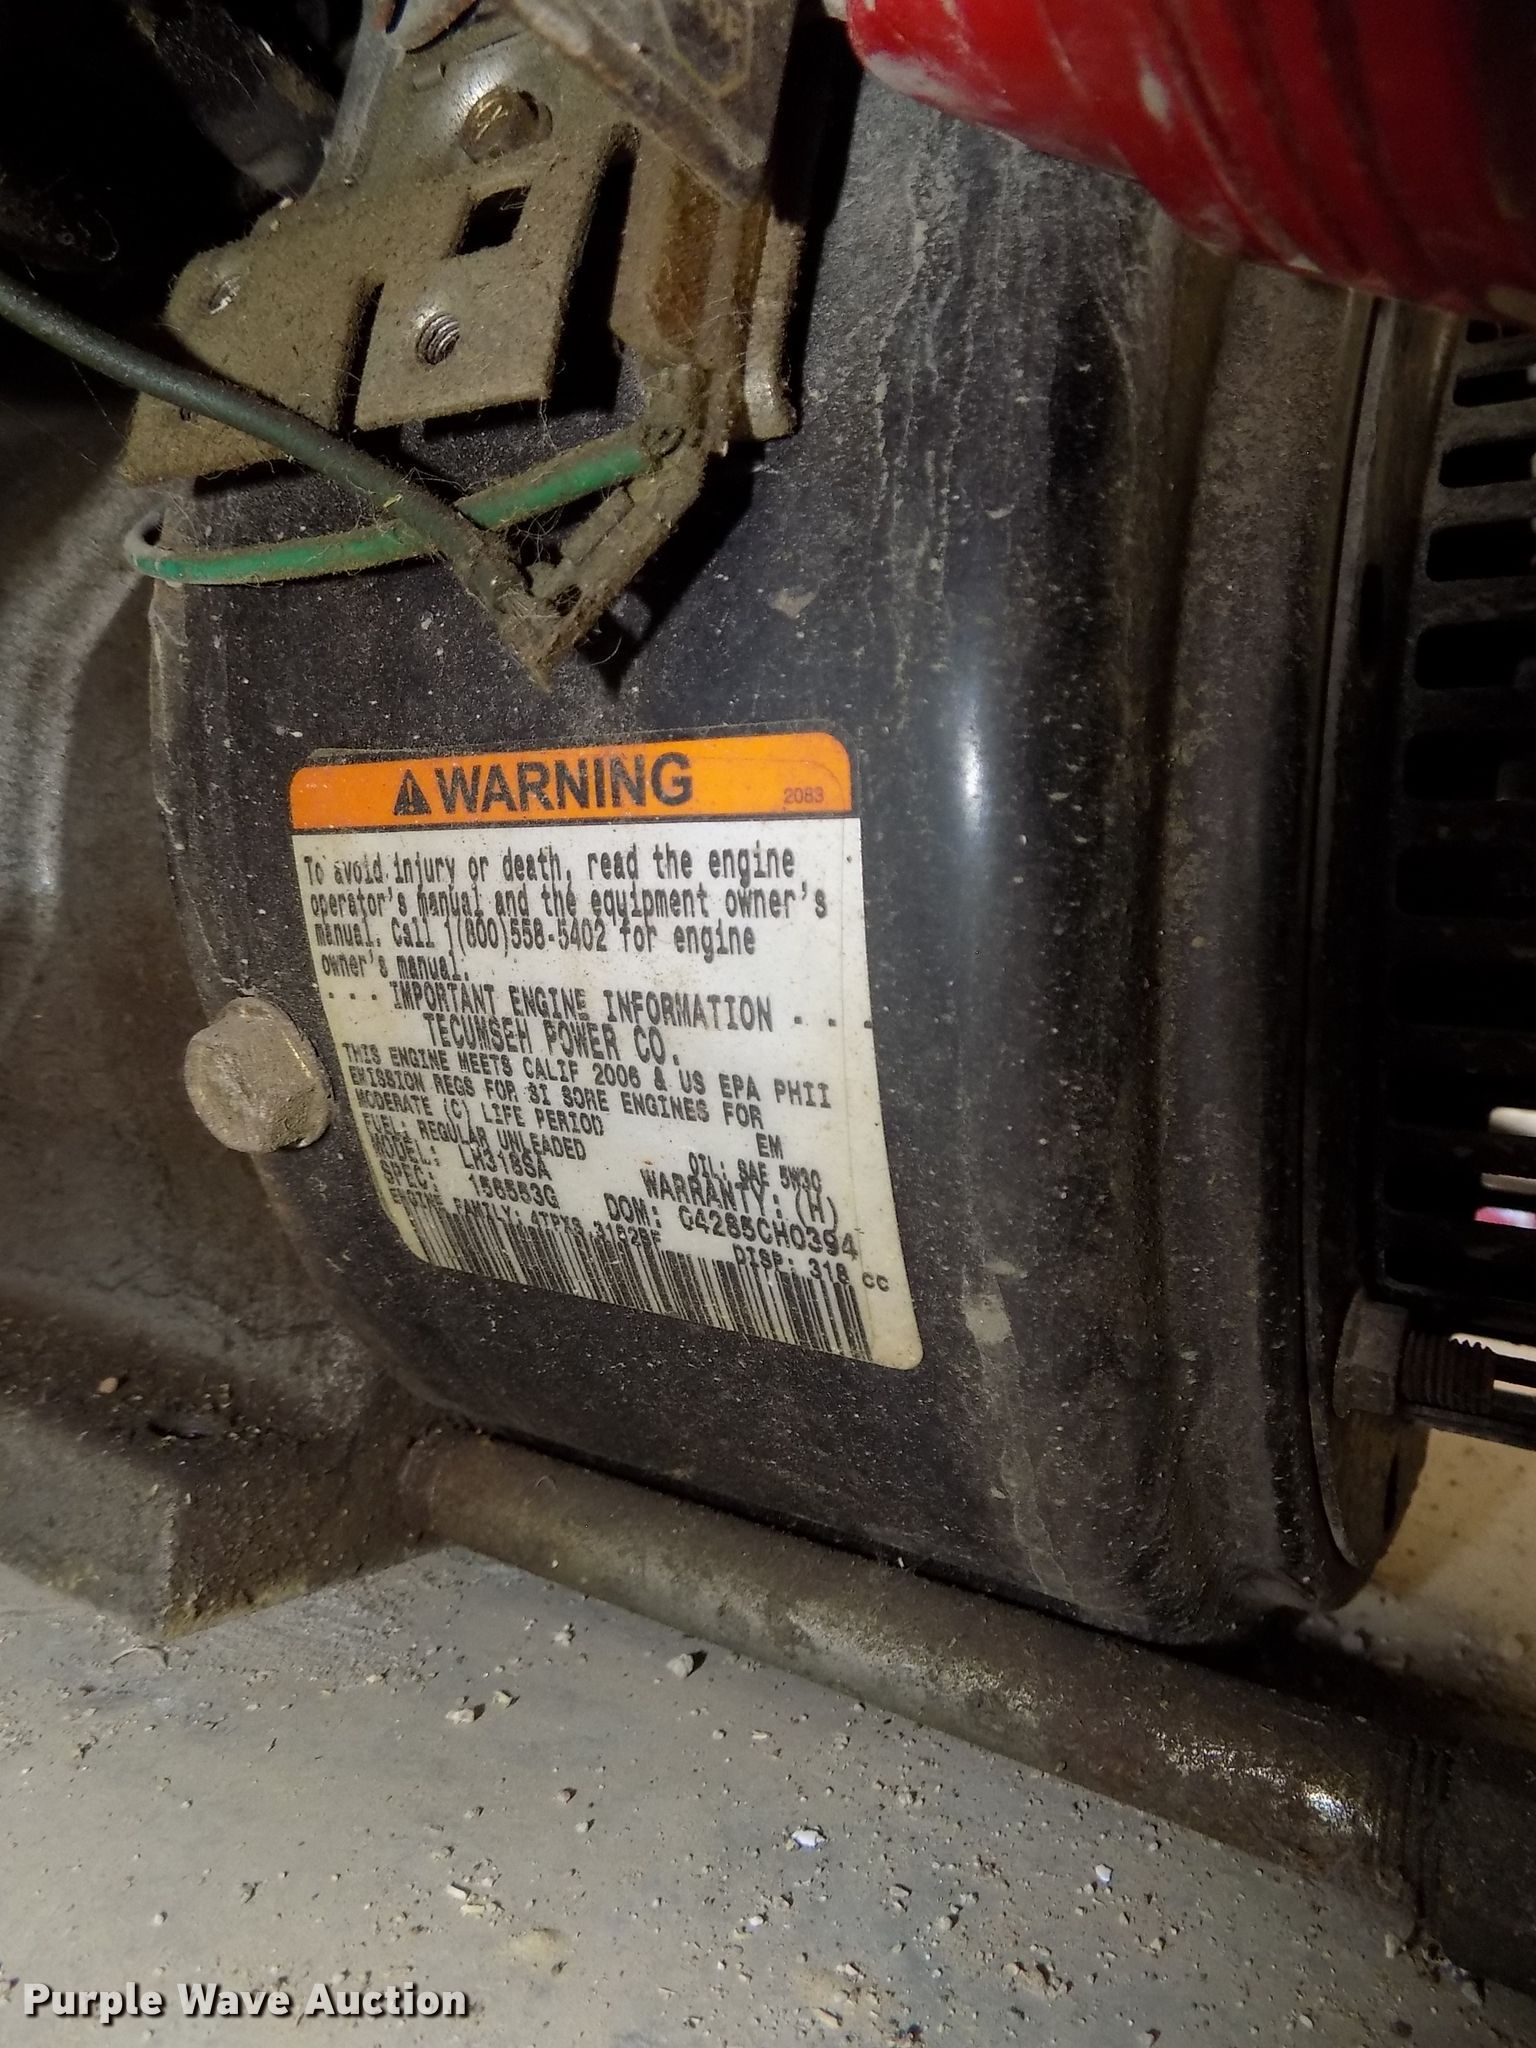 WARNING
2083
To avoid injury or death, read the engine
operator's manual and the equipment owner's
manual. Call 1(800)558-5402 for engine
owner's manual.
- - - IMPORTANT ENGINE INFORMATION - - -
TECUMSEH POWER CO.
THIS ENGINE MEETS CALIF 2006 & US EPA PHII
EMISSION REGS FOR SI SORE ENGINES FOR
MODERATE (C) LIFE PERIOD EM
FUEL: REGULAR UNLEADED OIL: SAE 5W30
MODEL: LH318SA WARRANTY: (H)
SPEC: 156553G DOM: G4285CH0394
ENGINE FAMILY: DISP: 318 cc
Purple Wave Auction